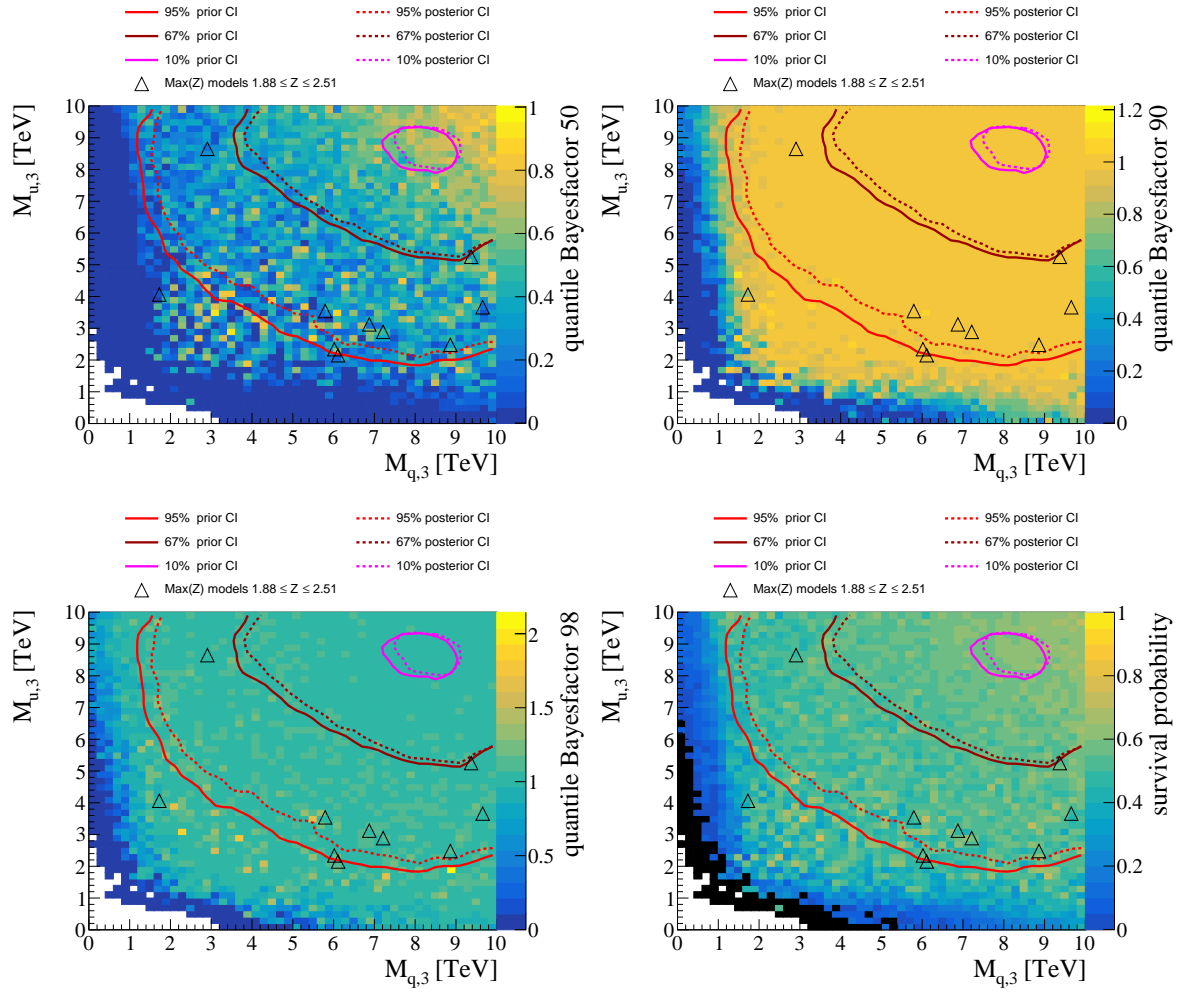 95% prior CI 95% posterior CI
67% prior CI 67% posterior CI
10% prior CI 10% posterior CI
Max(Z) models 1.88 ≤ Z ≤ 2.51
M_{u,3} [TeV]
10
9
8
7
6
5
4
3
2
1
0
0 1 2 3 4 5 6 7 8 9 10
M_{q,3} [TeV]
1
0.8
0.6
0.4
0.2
0
quantile Bayesfactor 50
95% prior CI 95% posterior CI
67% prior CI 67% posterior CI
10% prior CI 10% posterior CI
Max(Z) models 1.88 ≤ Z ≤ 2.51
M_{u,3} [TeV]
10
9
8
7
6
5
4
3
2
1
0
0 1 2 3 4 5 6 7 8 9 10
M_{q,3} [TeV]
1.2
1
0.8
0.6
0.4
0.2
0
quantile Bayesfactor 90
95% prior CI 95% posterior CI
67% prior CI 67% posterior CI
10% prior CI 10% posterior CI
Max(Z) models 1.88 ≤ Z ≤ 2.51
M_{u,3} [TeV]
10
9
8
7
6
5
4
3
2
1
0
0 1 2 3 4 5 6 7 8 9 10
M_{q,3} [TeV]
2
1.5
1
0.5
0
quantile Bayesfactor 98
95% prior CI 95% posterior CI
67% prior CI 67% posterior CI
10% prior CI 10% posterior CI
Max(Z) models 1.88 ≤ Z ≤ 2.51
M_{u,3} [TeV]
10
9
8
7
6
5
4
3
2
1
0
0 1 2 3 4 5 6 7 8 9 10
M_{q,3} [TeV]
1
0.8
0.6
0.4
0.2
0
survival probability